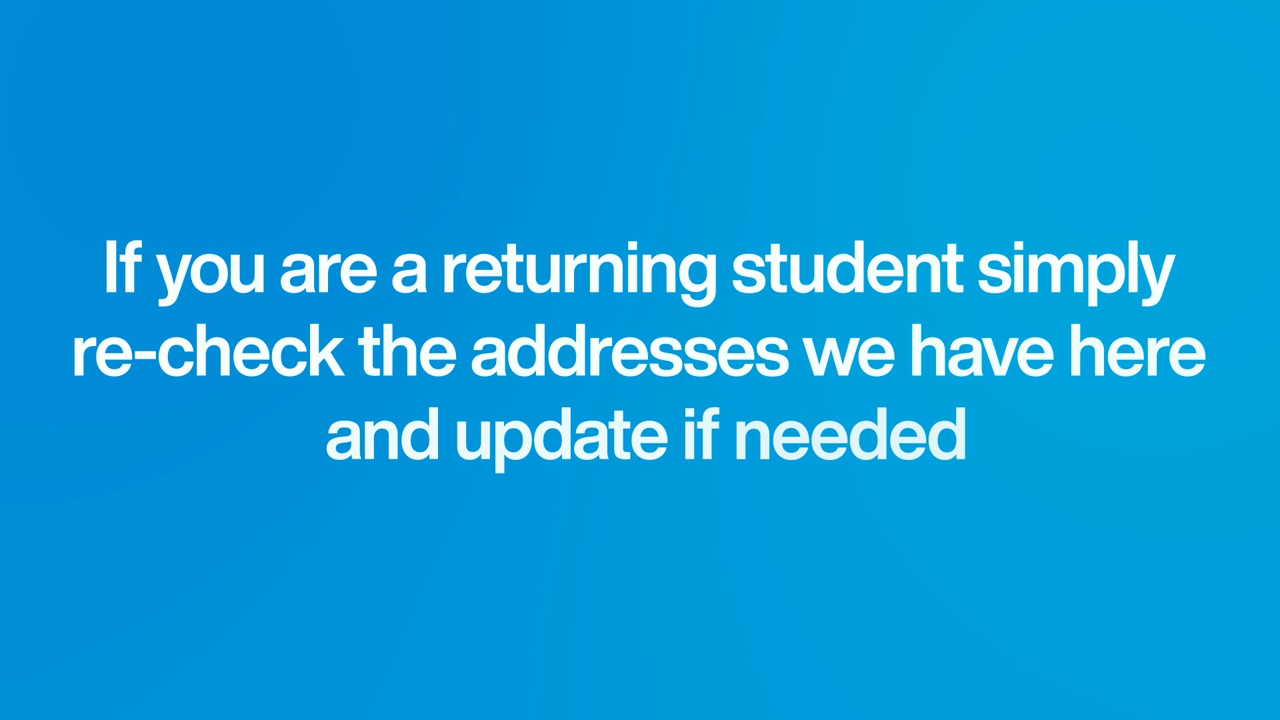 If you are a returning student simply
re-check the addresses we have here
and update if needed